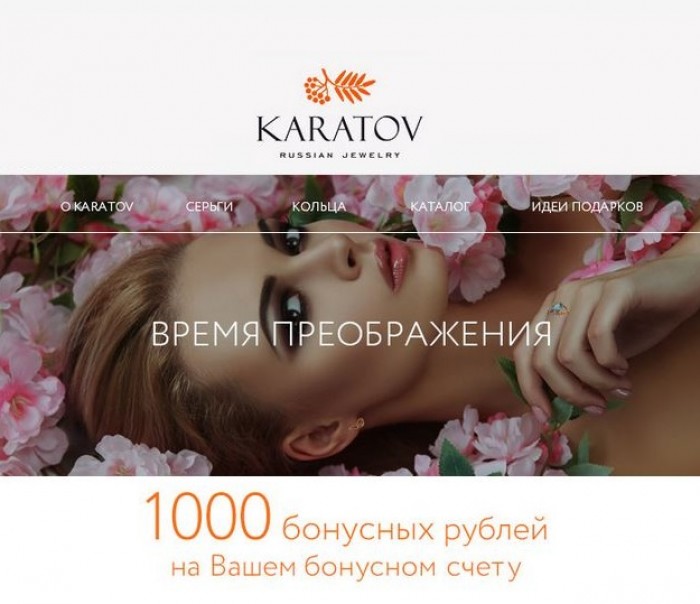 KARATOV
RUSSIAN JEWELRY
О KARATOV СЕРЬГИ КОЛЬЦА КАТАЛОГ ИДЕИ ПОДАРКОВ
ВРЕМЯ ПРЕОБРАЖЕНИЯ
1000 бонусных рублей
на Вашем бонусном счету